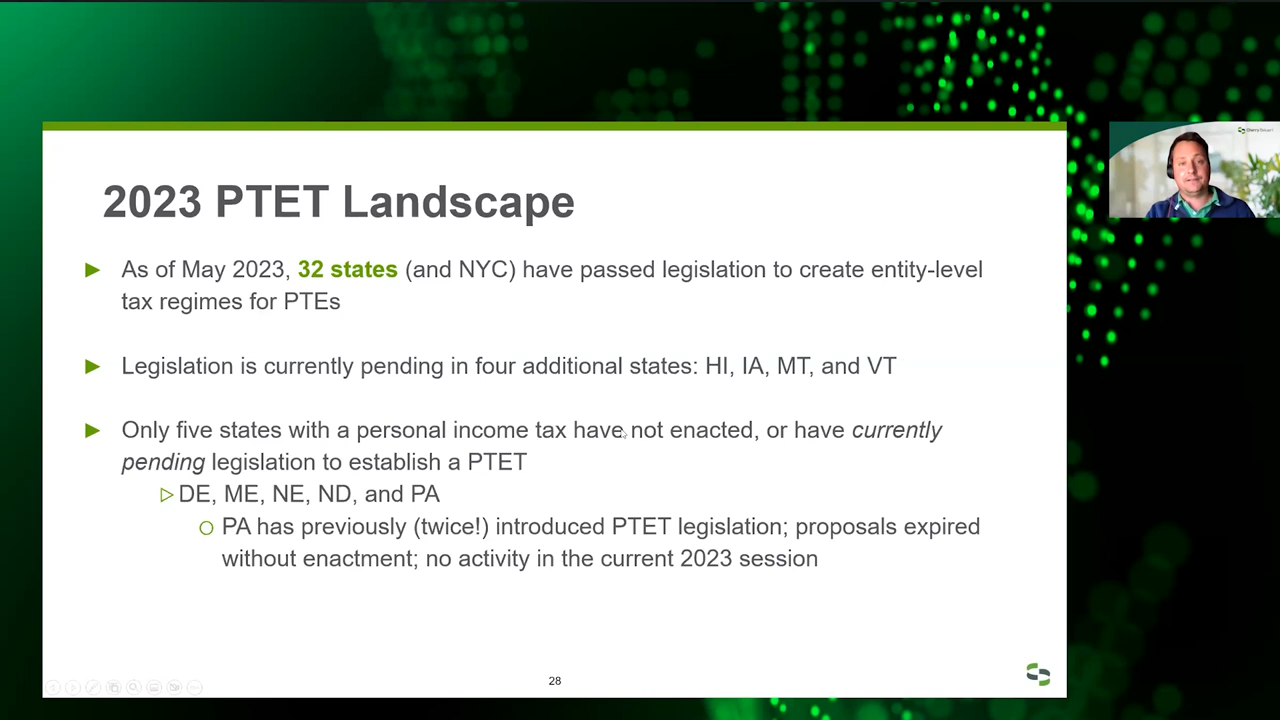 2023 PTET Landscape
As of May 2023, 32 states (and NYC) have passed legislation to create entity-level
tax regimes for PTEs
Legislation is currently pending in four additional states: HI, IA, MT, and VT
Only five states with a personal income tax have not enacted, or have currently
pending legislation to establish a PTET
DE, ME, NE, ND, and PA
PA has previously (twice!) introduced PTET legislation; proposals expired
without enactment; no activity in the current 2023 session
28